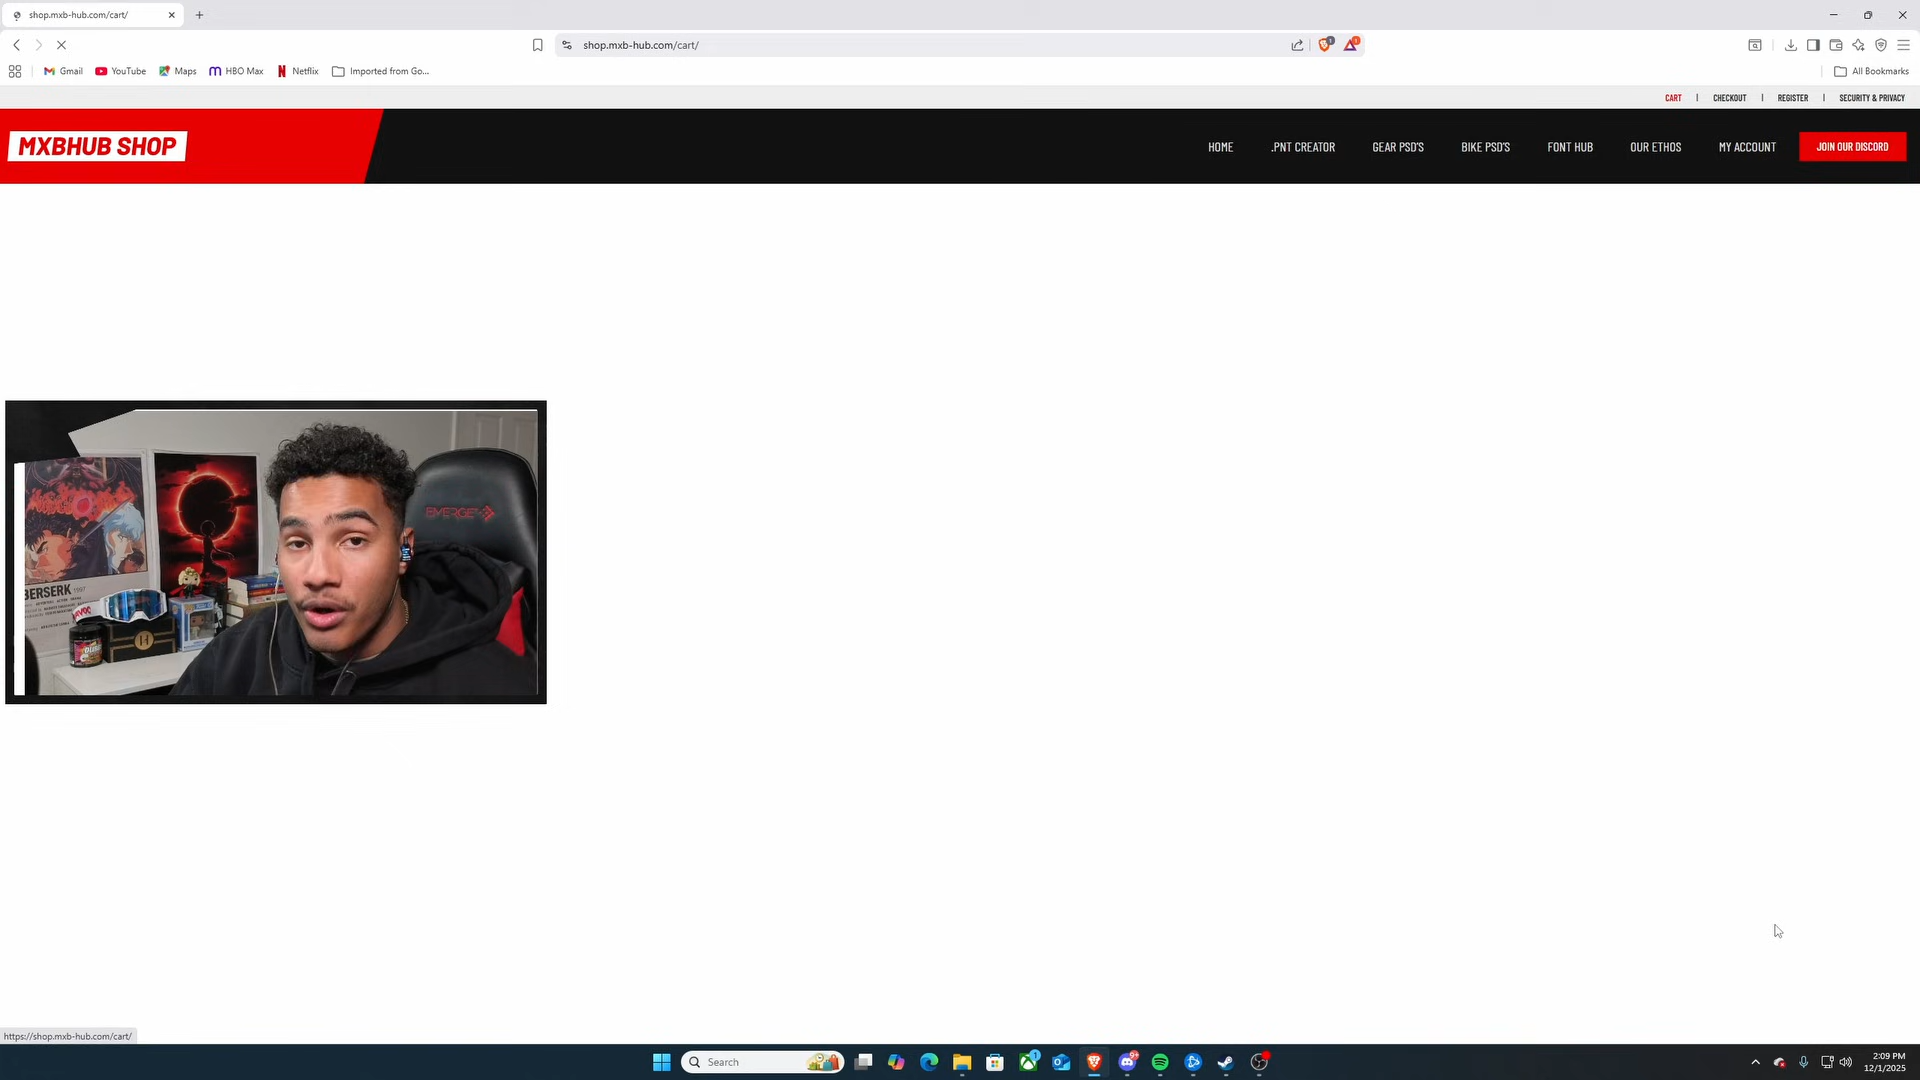 shop.mxb-hub.com/cart/
shop.mxb-hub.com/cart/
Gmail
YouTube
Maps
HBO Max
Netflix
Imported from Go...
All Bookmarks
CART | CHECKOUT | REGISTER | SECURITY & PRIVACY
MXBHUB SHOP
HOME
.PNT CREATOR
GEAR PSD'S
BIKE PSD'S
FONT HUB
OUR ETHOS
MY ACCOUNT
JOIN OUR DISCORD
EMERGE
BERSERK 1997
https://shop.mxb-hub.com/cart/
Search
2:09 PM
12/1/2025